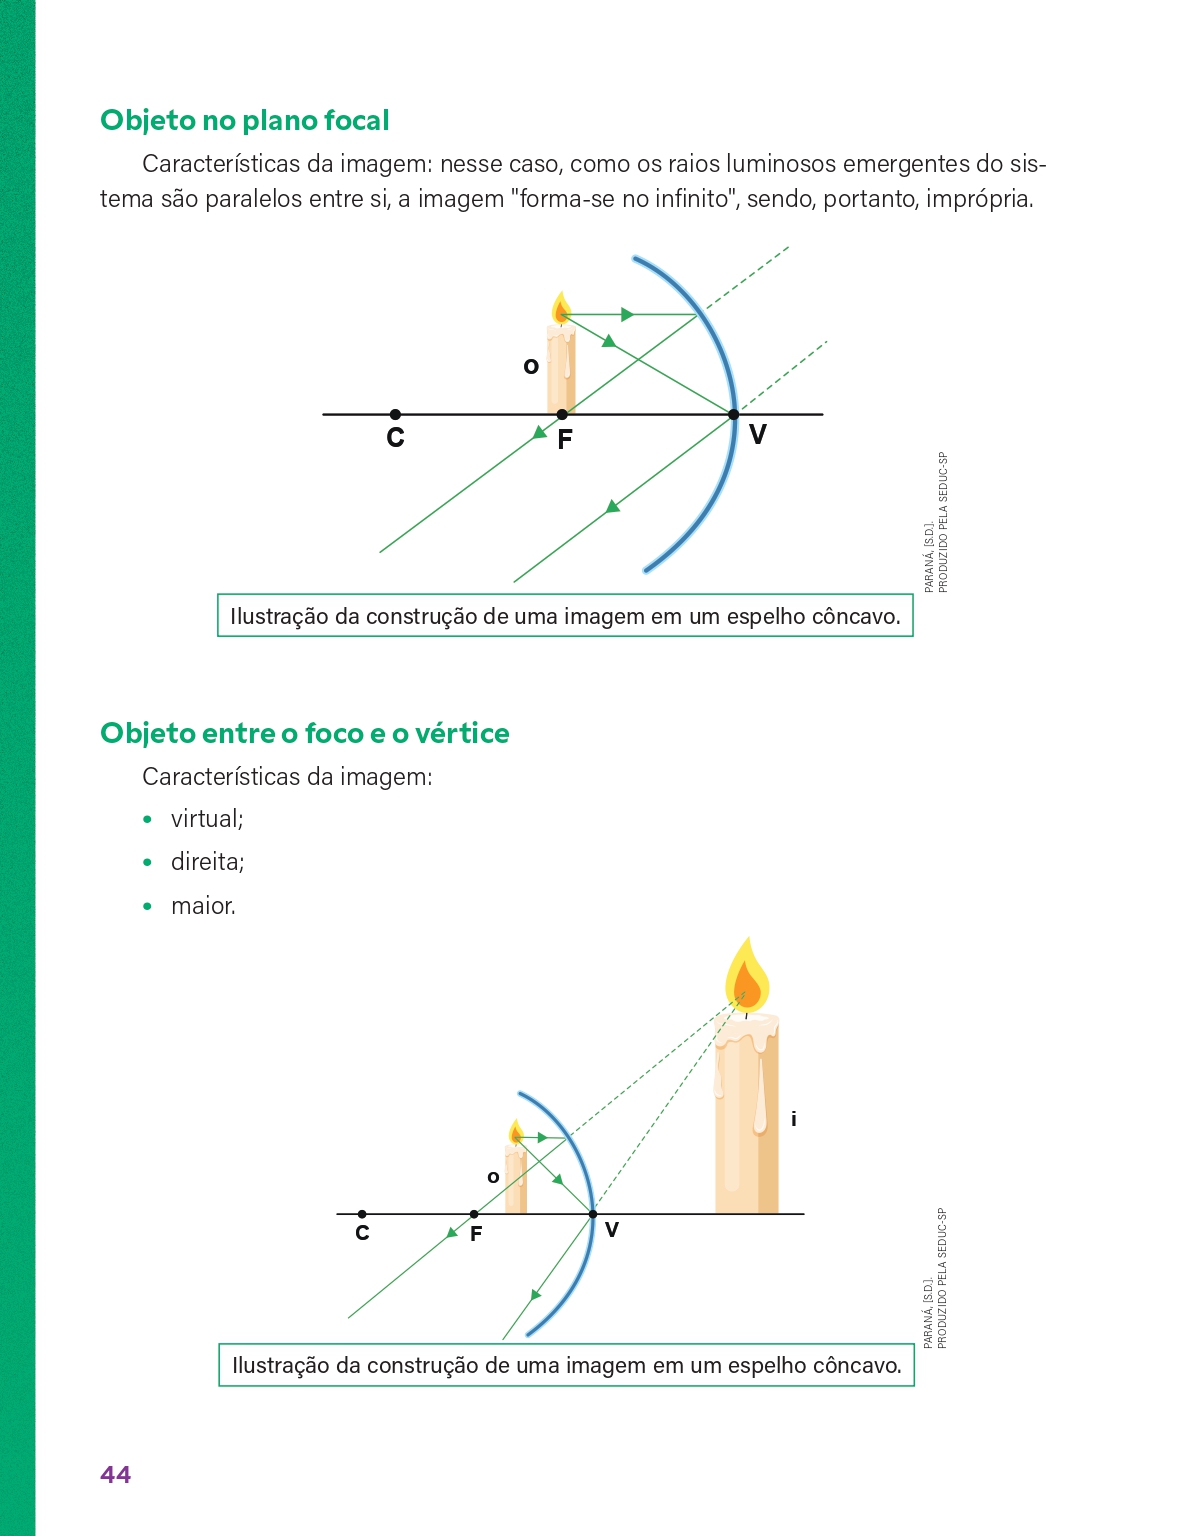 Objeto no plano focal
Características da imagem: nesse caso, como os raios luminosos emergentes do sis-
tema são paralelos entre si, a imagem "forma-se no infinito", sendo, portanto, imprópria.
o
C
F
V
PARANÁ, [S.D.].
PRODUZIDO PELA SEDUC-SP
Ilustração da construção de uma imagem em um espelho côncavo.
Objeto entre o foco e o vértice
Características da imagem:
• virtual;
• direita;
• maior.
i
o
C
F
V
PARANÁ, [S.D.].
PRODUZIDO PELA SEDUC-SP
Ilustração da construção de uma imagem em um espelho côncavo.
44